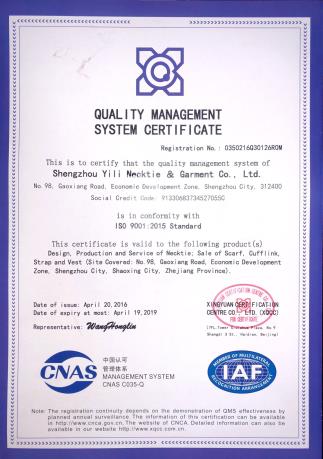 QUALITY MANAGEMENT
SYSTEM CERTIFICATE
Registration No.: 0350216Q30126ROM
This is to certify that the quality management system of
Shengzhou Yili Necktie & Garment Co., Ltd.
No.98, Gaoxiang Road, Economic Development Zone, Shengzhou City, 312400
Social Credit Code: 91330683734527055C
is in conformity with
ISO 9001:2015 Standard
This certificate is valid to the following product(s)
Design, Production and Service of Necktie; Sale of Scarf, Cufflink,
Strap and Vest (Site Covered: No.98, Gaoxiang Road, Economic Development
Zone, Shengzhou City, Shaoxing City, Zhejiang Province).
Date of issue: April 20, 2016
Date of expiry at most: April 19, 2019
Representative: WangHonglin
XINGYUAN CERTIFICATION
CENTRE CO., LTD. (XQCC)
Beijing)
CNAS
中国认可
管理体系
MANAGEMENT SYSTEM
CNAS C035-Q
MEMBER OF MULTILATERAL
IAF
RECOGNITION ARRANGEMENT
Note: The registration continuity depends on the demonstration of QMS effectiveness by
planned annual surveillance. The information of this certification can be available
in http://www.cnca.gov.cn. The website of CNCA. Detailed information can also be
available in our website http://www.xqcc.com.cn.